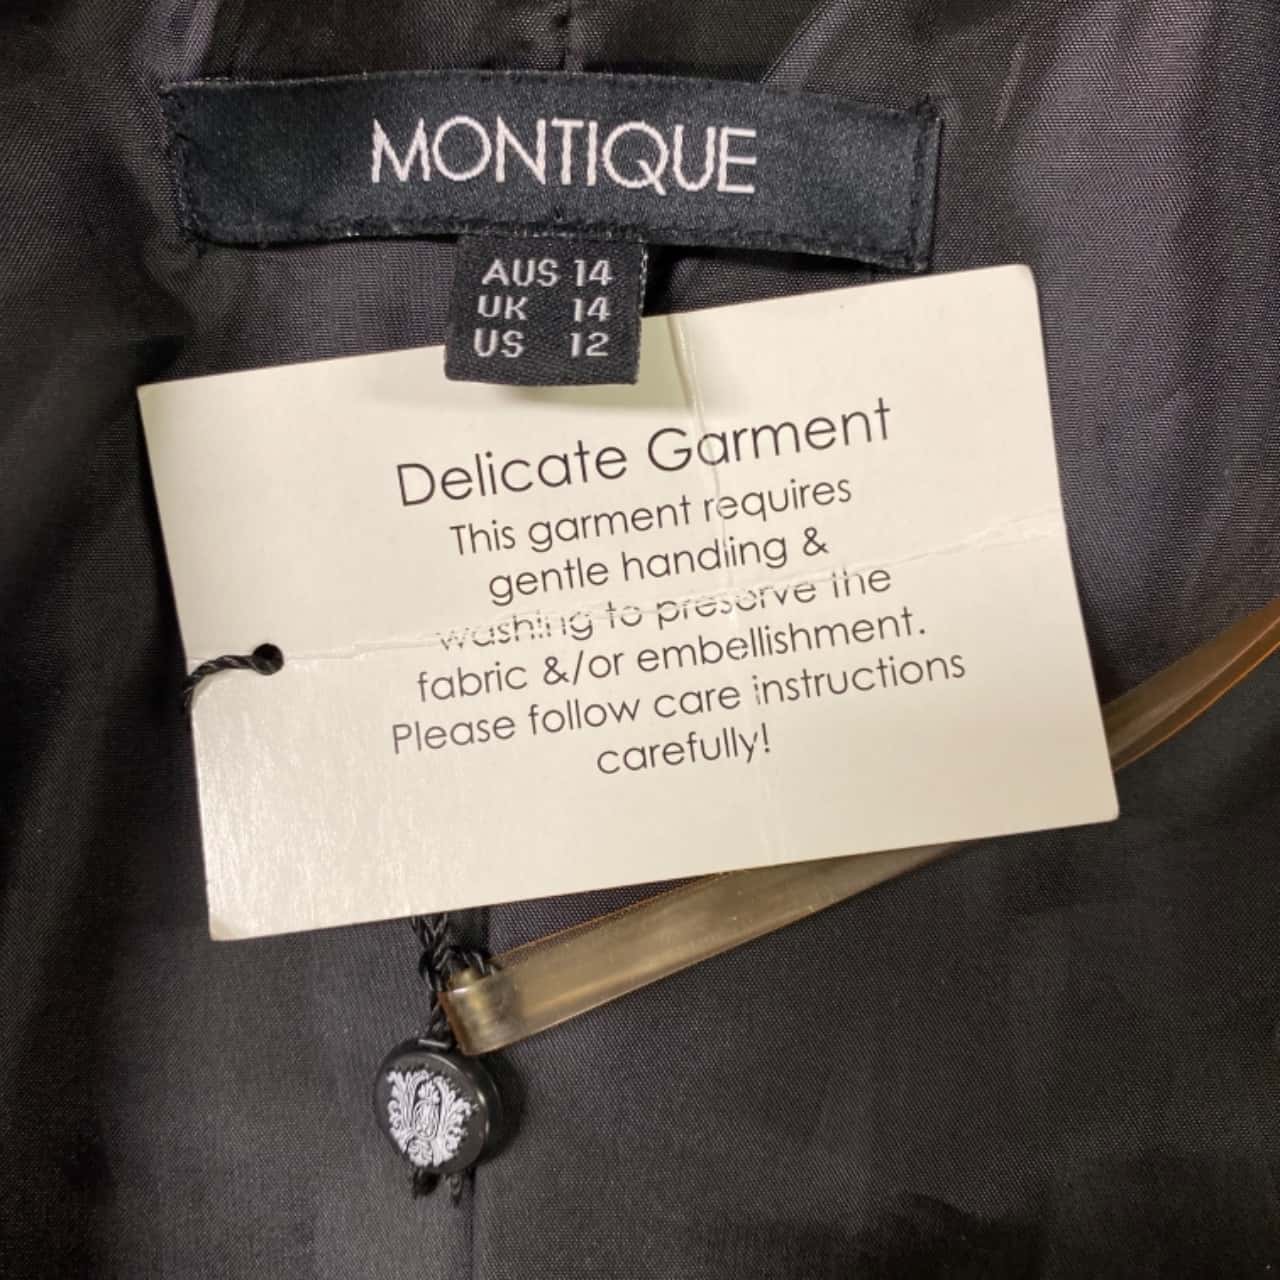 MONTIQUE
AUS 14
UK 14
US 12
Delicate Garment
This garment requires
gentle handling &
washing to preserve the
fabric &/or embellishment.
Please follow care instructions
carefully!